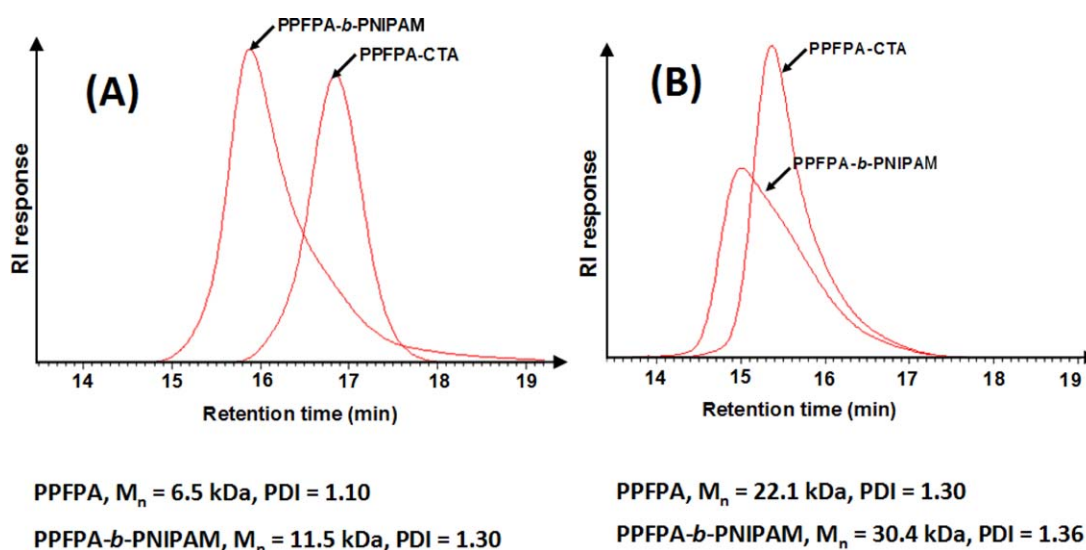 (A)
PPFPA-b-PNIPAM
PPFPA-CTA
RI response
14 15 16 17 18 19
Retention time (min)
PPFPA, Mn = 6.5 kDa, PDI = 1.10
PPFPA-b-PNIPAM, Mn = 11.5 kDa, PDI = 1.30
(B)
PPFPA-CTA
PPFPA-b-PNIPAM
RI response
14 15 16 17 18 19
Retention time (min)
PPFPA, Mn = 22.1 kDa, PDI = 1.30
PPFPA-b-PNIPAM, Mn = 30.4 kDa, PDI = 1.36